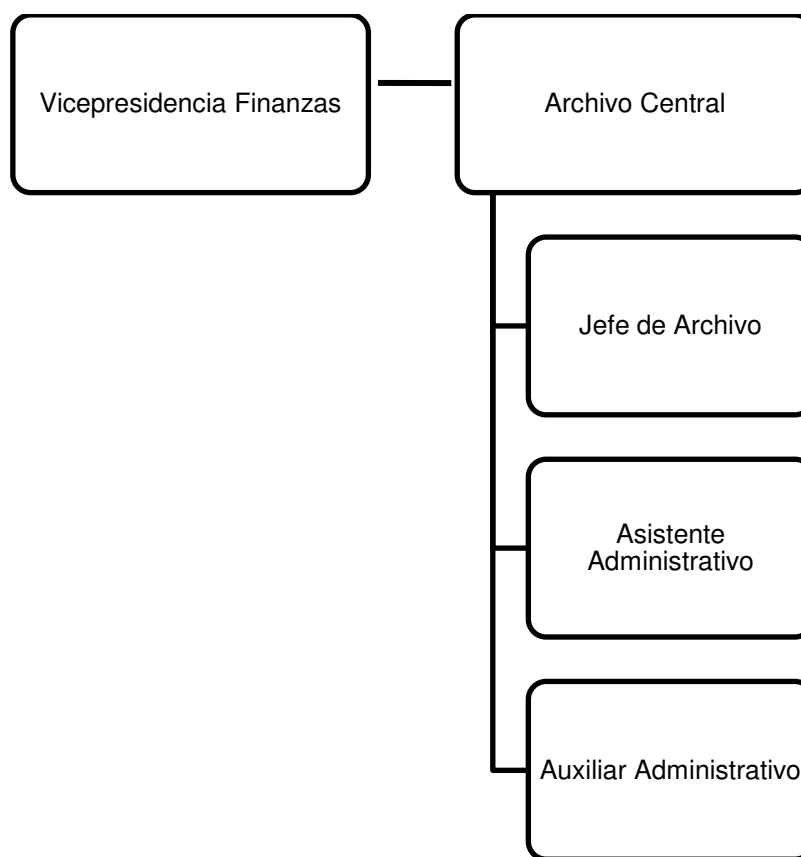 Vicepresidencia Finanzas
Archivo Central
Jefe de Archivo
Asistente
Administrativo
Auxiliar Administrativo